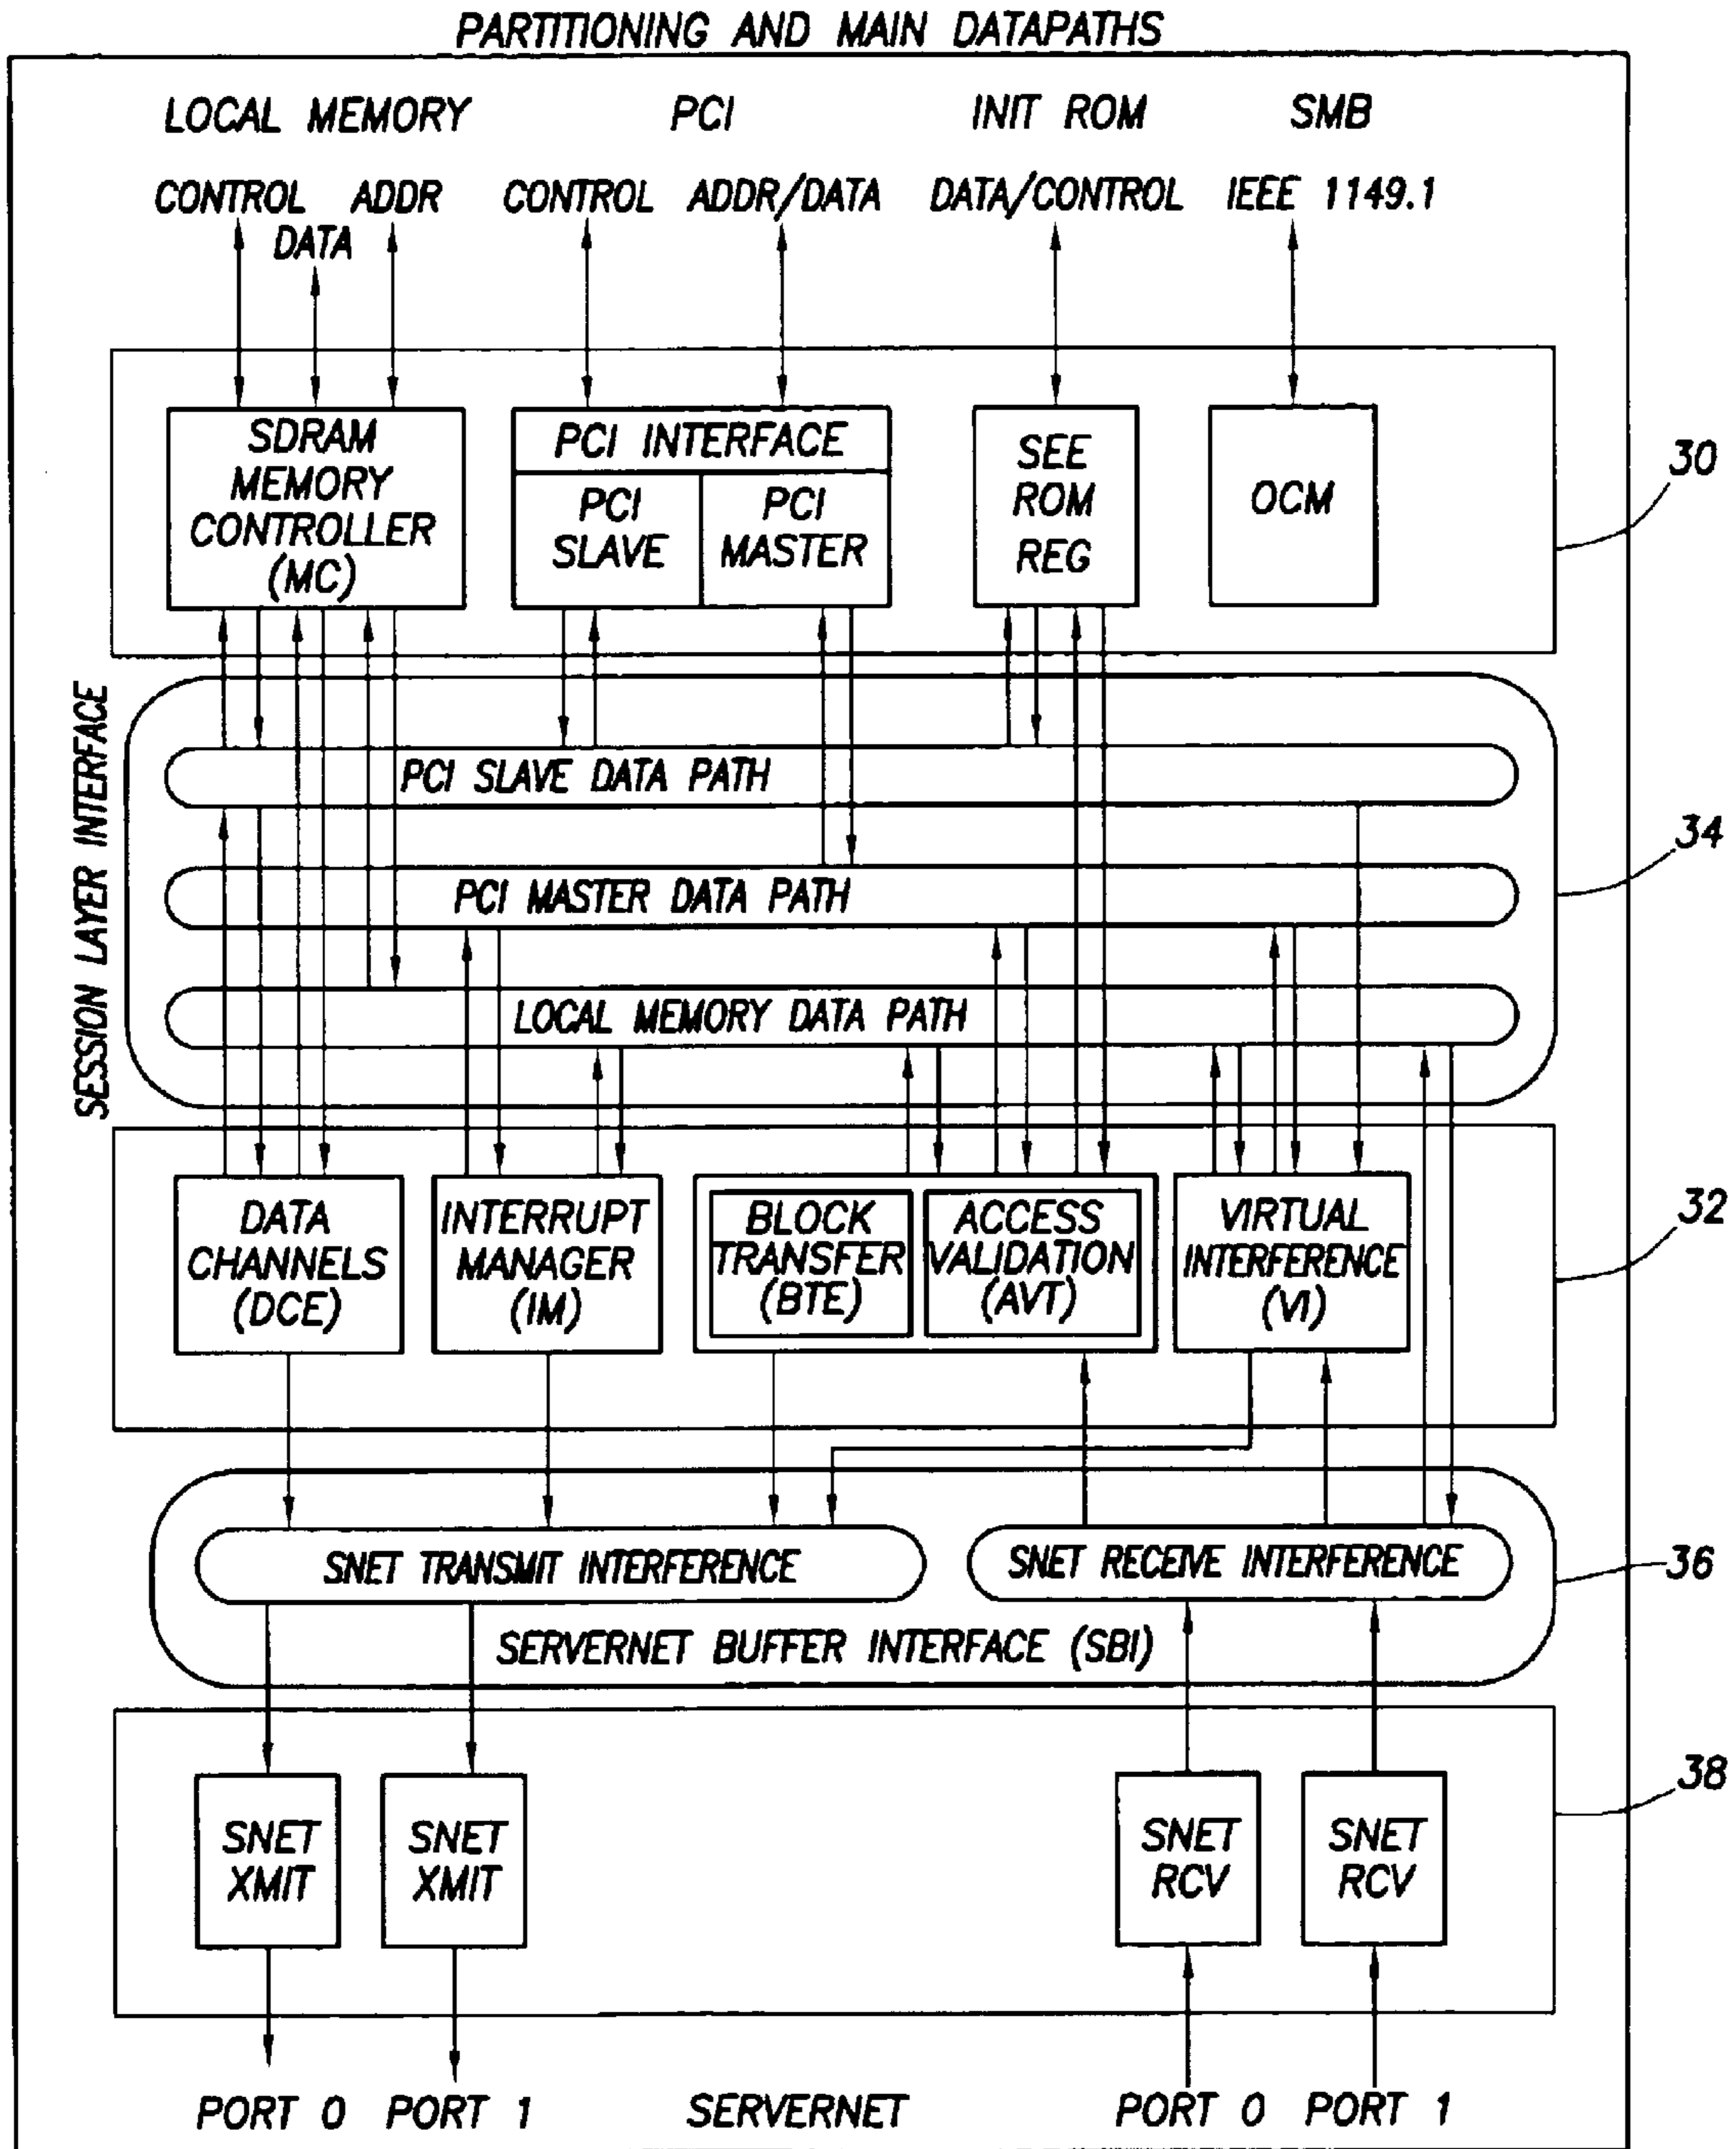 PARTITIONING AND MAIN DATAPATHS
LOCAL MEMORY
PCI
INIT ROM
SMB
CONTROL
ADDR
DATA
CONTROL
ADDR/DATA
DATA/CONTROL
IEEE 1149.1
SDRAM
MEMORY
CONTROLLER
(MC)
PCI INTERFACE
PCI
SLAVE
PCI
MASTER
SEE
ROM
REG
OCM
30
SESSION LAYER INTERFACE
PCI SLAVE DATA PATH
PCI MASTER DATA PATH
LOCAL MEMORY DATA PATH
34
DATA
CHANNELS
(DCE)
INTERRUPT
MANAGER
(IM)
BLOCK
TRANSFER
(BTE)
ACCESS
VALIDATION
(AVT)
VIRTUAL
INTERFERENCE
(VI)
32
SNET TRANSMIT INTERFERENCE
SNET RECEIVE INTERFERENCE
SERVERNET BUFFER INTERFACE (SBI)
36
SNET
XMIT
SNET
XMIT
SNET
RCV
SNET
RCV
38
PORT 0
PORT 1
SERVERNET
PORT 0
PORT 1